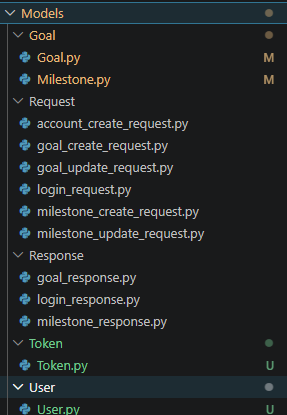 Models
Goal
Goal.py M
Milestone.py M
Request
account_create_request.py
goal_create_request.py
goal_update_request.py
login_request.py
milestone_create_request.py
milestone_update_request.py
Response
goal_response.py
login_response.py
milestone_response.py
Token
Token.py U
User
User.py U